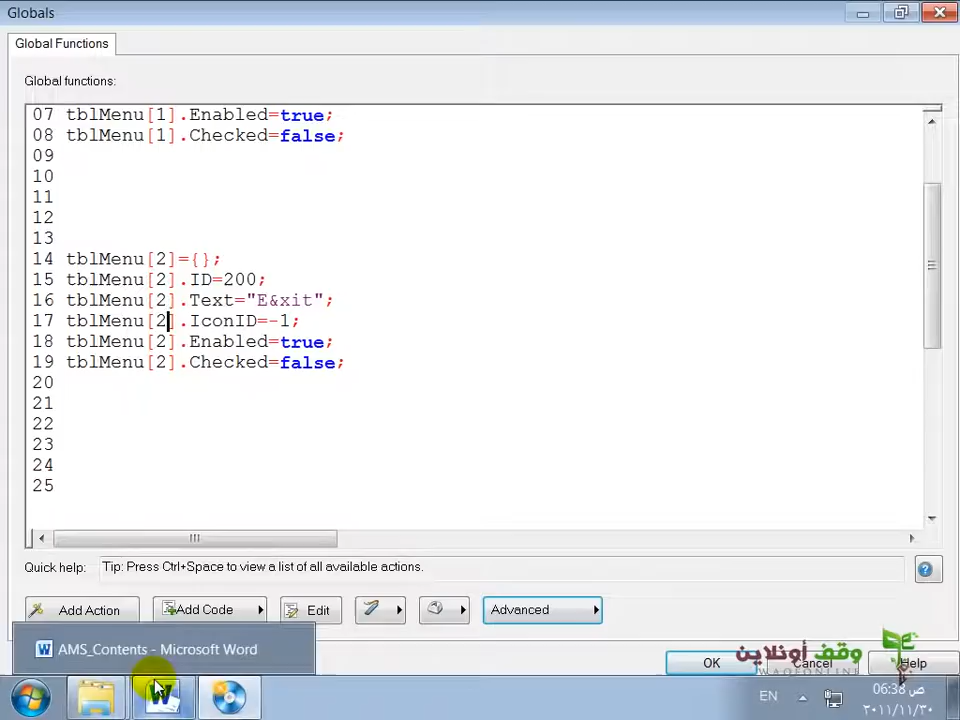 Globals
Global Functions
Global functions:
07 tblMenu[1].Enabled=true;
08 tblMenu[1].Checked=false;
09
10
11
12
13
14 tblMenu[2]={};
15 tblMenu[2].ID=200;
16 tblMenu[2].Text="E&xit";
17 tblMenu[2].IconID=-1;
18 tblMenu[2].Enabled=true;
19 tblMenu[2].Checked=false;
20
21
22
23
24
25
Quick help: Tip: Press Ctrl+Space to view a list of all available actions.
Add Action Add Code Edit Advanced
AMS_Contents - Microsoft Word
OK Cancel Help
وقف أونلاين
WAQFONLINE
EN 06:38 ص
٢٠١١/١١/٣٠